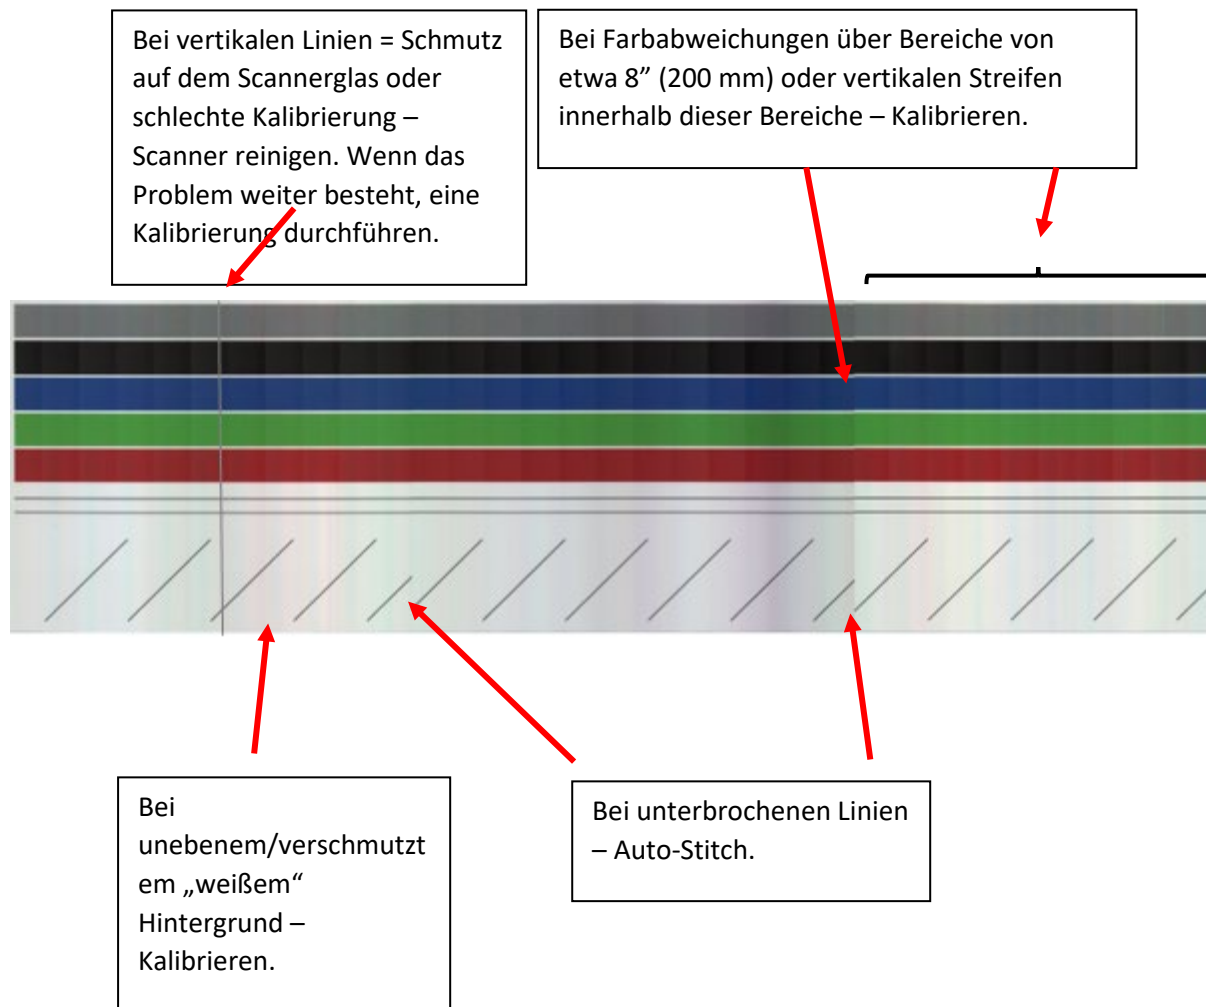 Bei vertikalen Linien = Schmutz
auf dem Scannerglas oder
schlechte Kalibrierung –
Scanner reinigen. Wenn das
Problem weiter besteht, eine
Kalibrierung durchführen.
Bei Farbabweichungen über Bereiche von
etwa 8” (200 mm) oder vertikalen Streifen
innerhalb dieser Bereiche – Kalibrieren.
Bei
unebenem/verschmutzt
em „weißem“
Hintergrund –
Kalibrieren.
Bei unterbrochenen Linien
– Auto-Stitch.